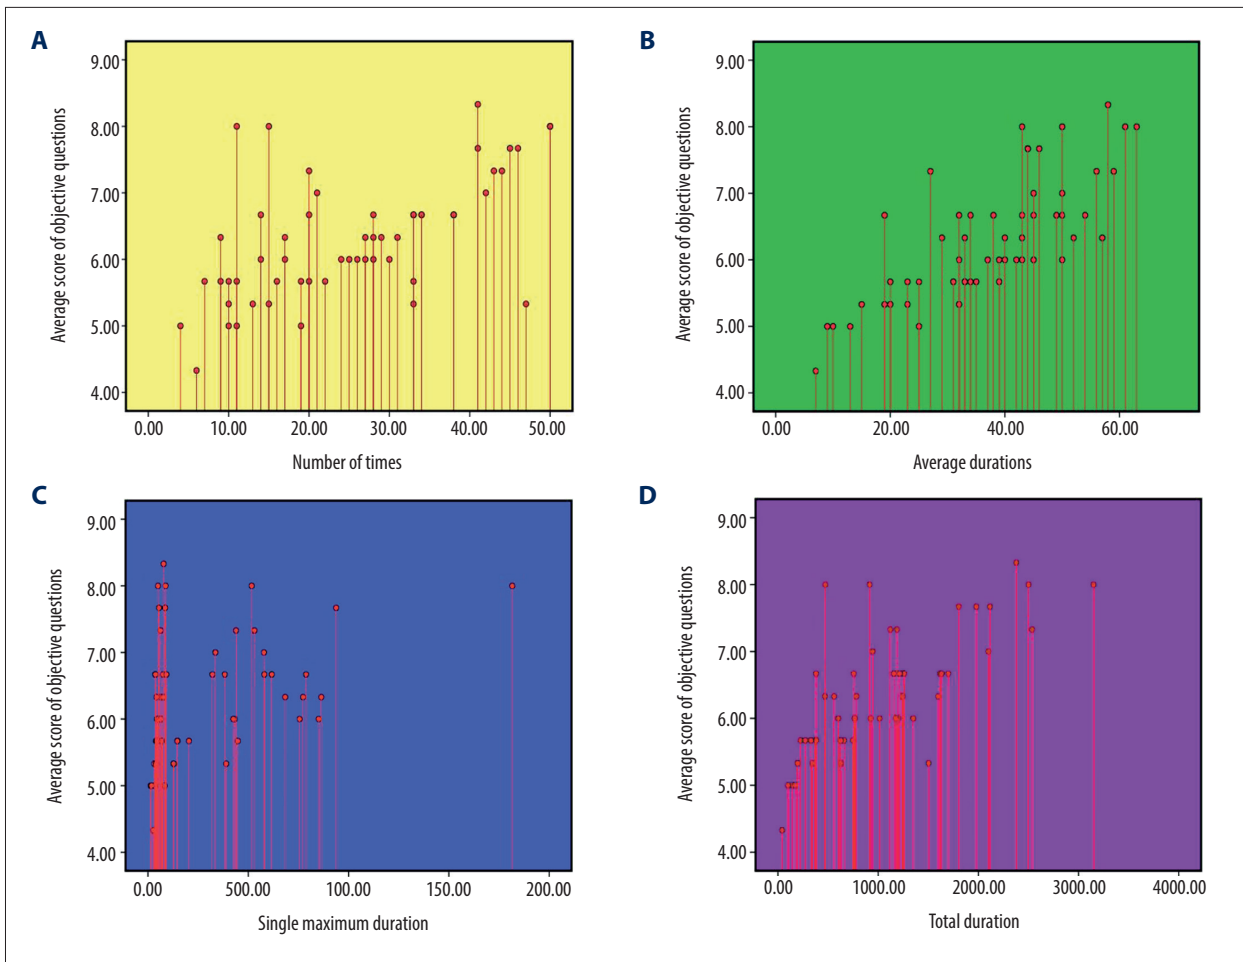 A
Average score of objective questions
9.00
8.00
7.00
6.00
5.00
4.00
0.00 10.00 20.00 30.00 40.00 50.00
Number of times
B
Average score of objective questions
9.00
8.00
7.00
6.00
5.00
4.00
0.00 20.00 40.00 60.00
Average durations
C
Average score of objective questions
9.00
8.00
7.00
6.00
5.00
4.00
0.00 500.00 100.00 150.00 200.00
Single maximum duration
D
Average score of objective questions
9.00
8.00
7.00
6.00
5.00
4.00
0.00 1000.00 2000.00 3000.00 4000.00
Total duration